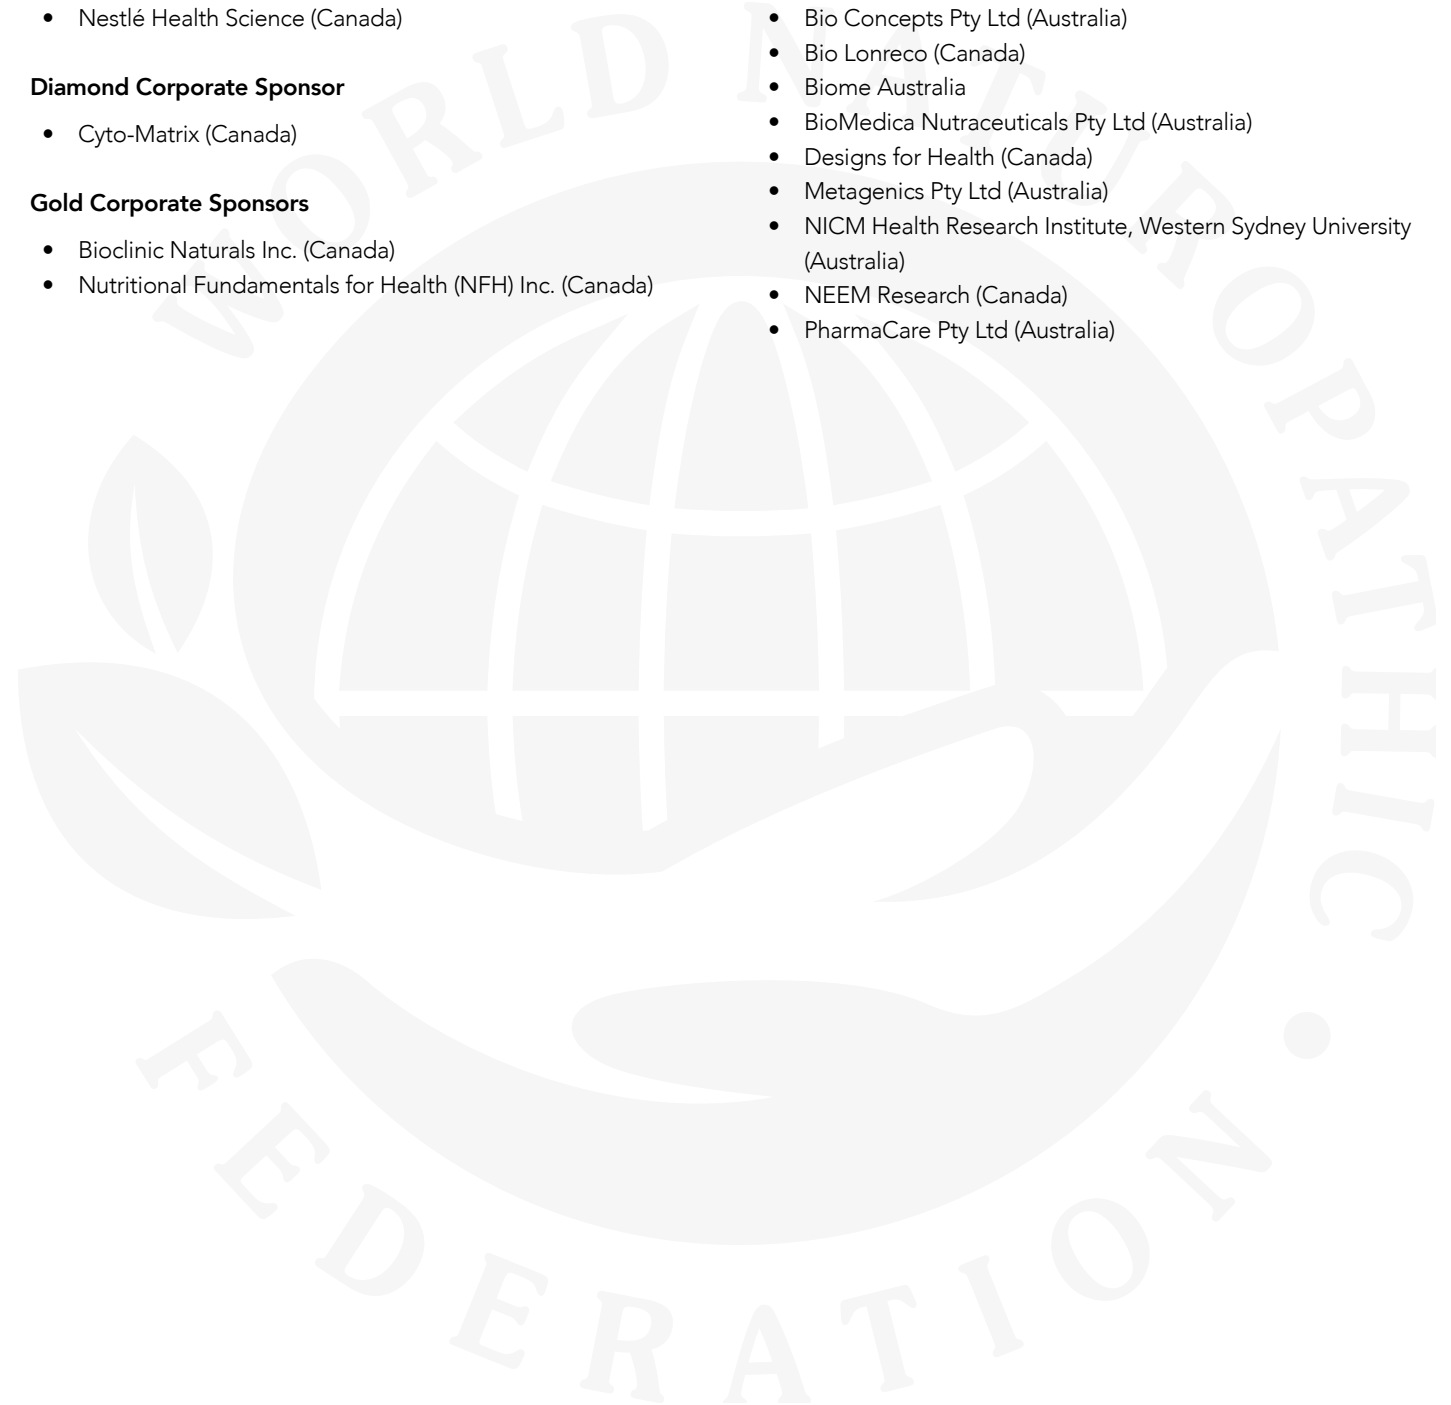 • Nestlé Health Science (Canada)
Diamond Corporate Sponsor
• Cyto-Matrix (Canada)
Gold Corporate Sponsors
• Bioclinic Naturals Inc. (Canada)
• Nutritional Fundamentals for Health (NFH) Inc. (Canada)
• Bio Concepts Pty Ltd (Australia)
• Bio Lonreco (Canada)
• Biome Australia
• BioMedica Nutraceuticals Pty Ltd (Australia)
• Designs for Health (Canada)
• Metagenics Pty Ltd (Australia)
• NICM Health Research Institute, Western Sydney University
(Australia)
• NEEM Research (Canada)
• PharmaCare Pty Ltd (Australia)
WORLD NATUROPATHIC •
FEDERATION